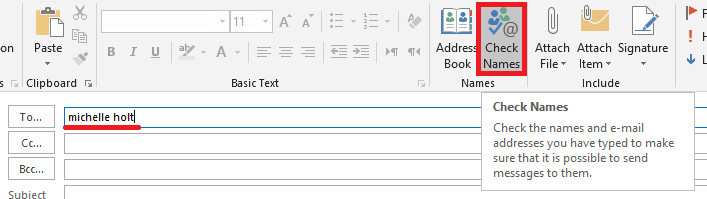 on
Paste
Clipboard
11
A A
B I U
ab A
Basic Text
Address
Book
Check
Names
Names
Attach
File
Attach
Item
Signature
Include
F
H
L
To...
michelle holt
Cc...
Bcc...
Subject
Check Names
Check the names and e-mail
addresses you have typed to make
sure that it is possible to send
messages to them.